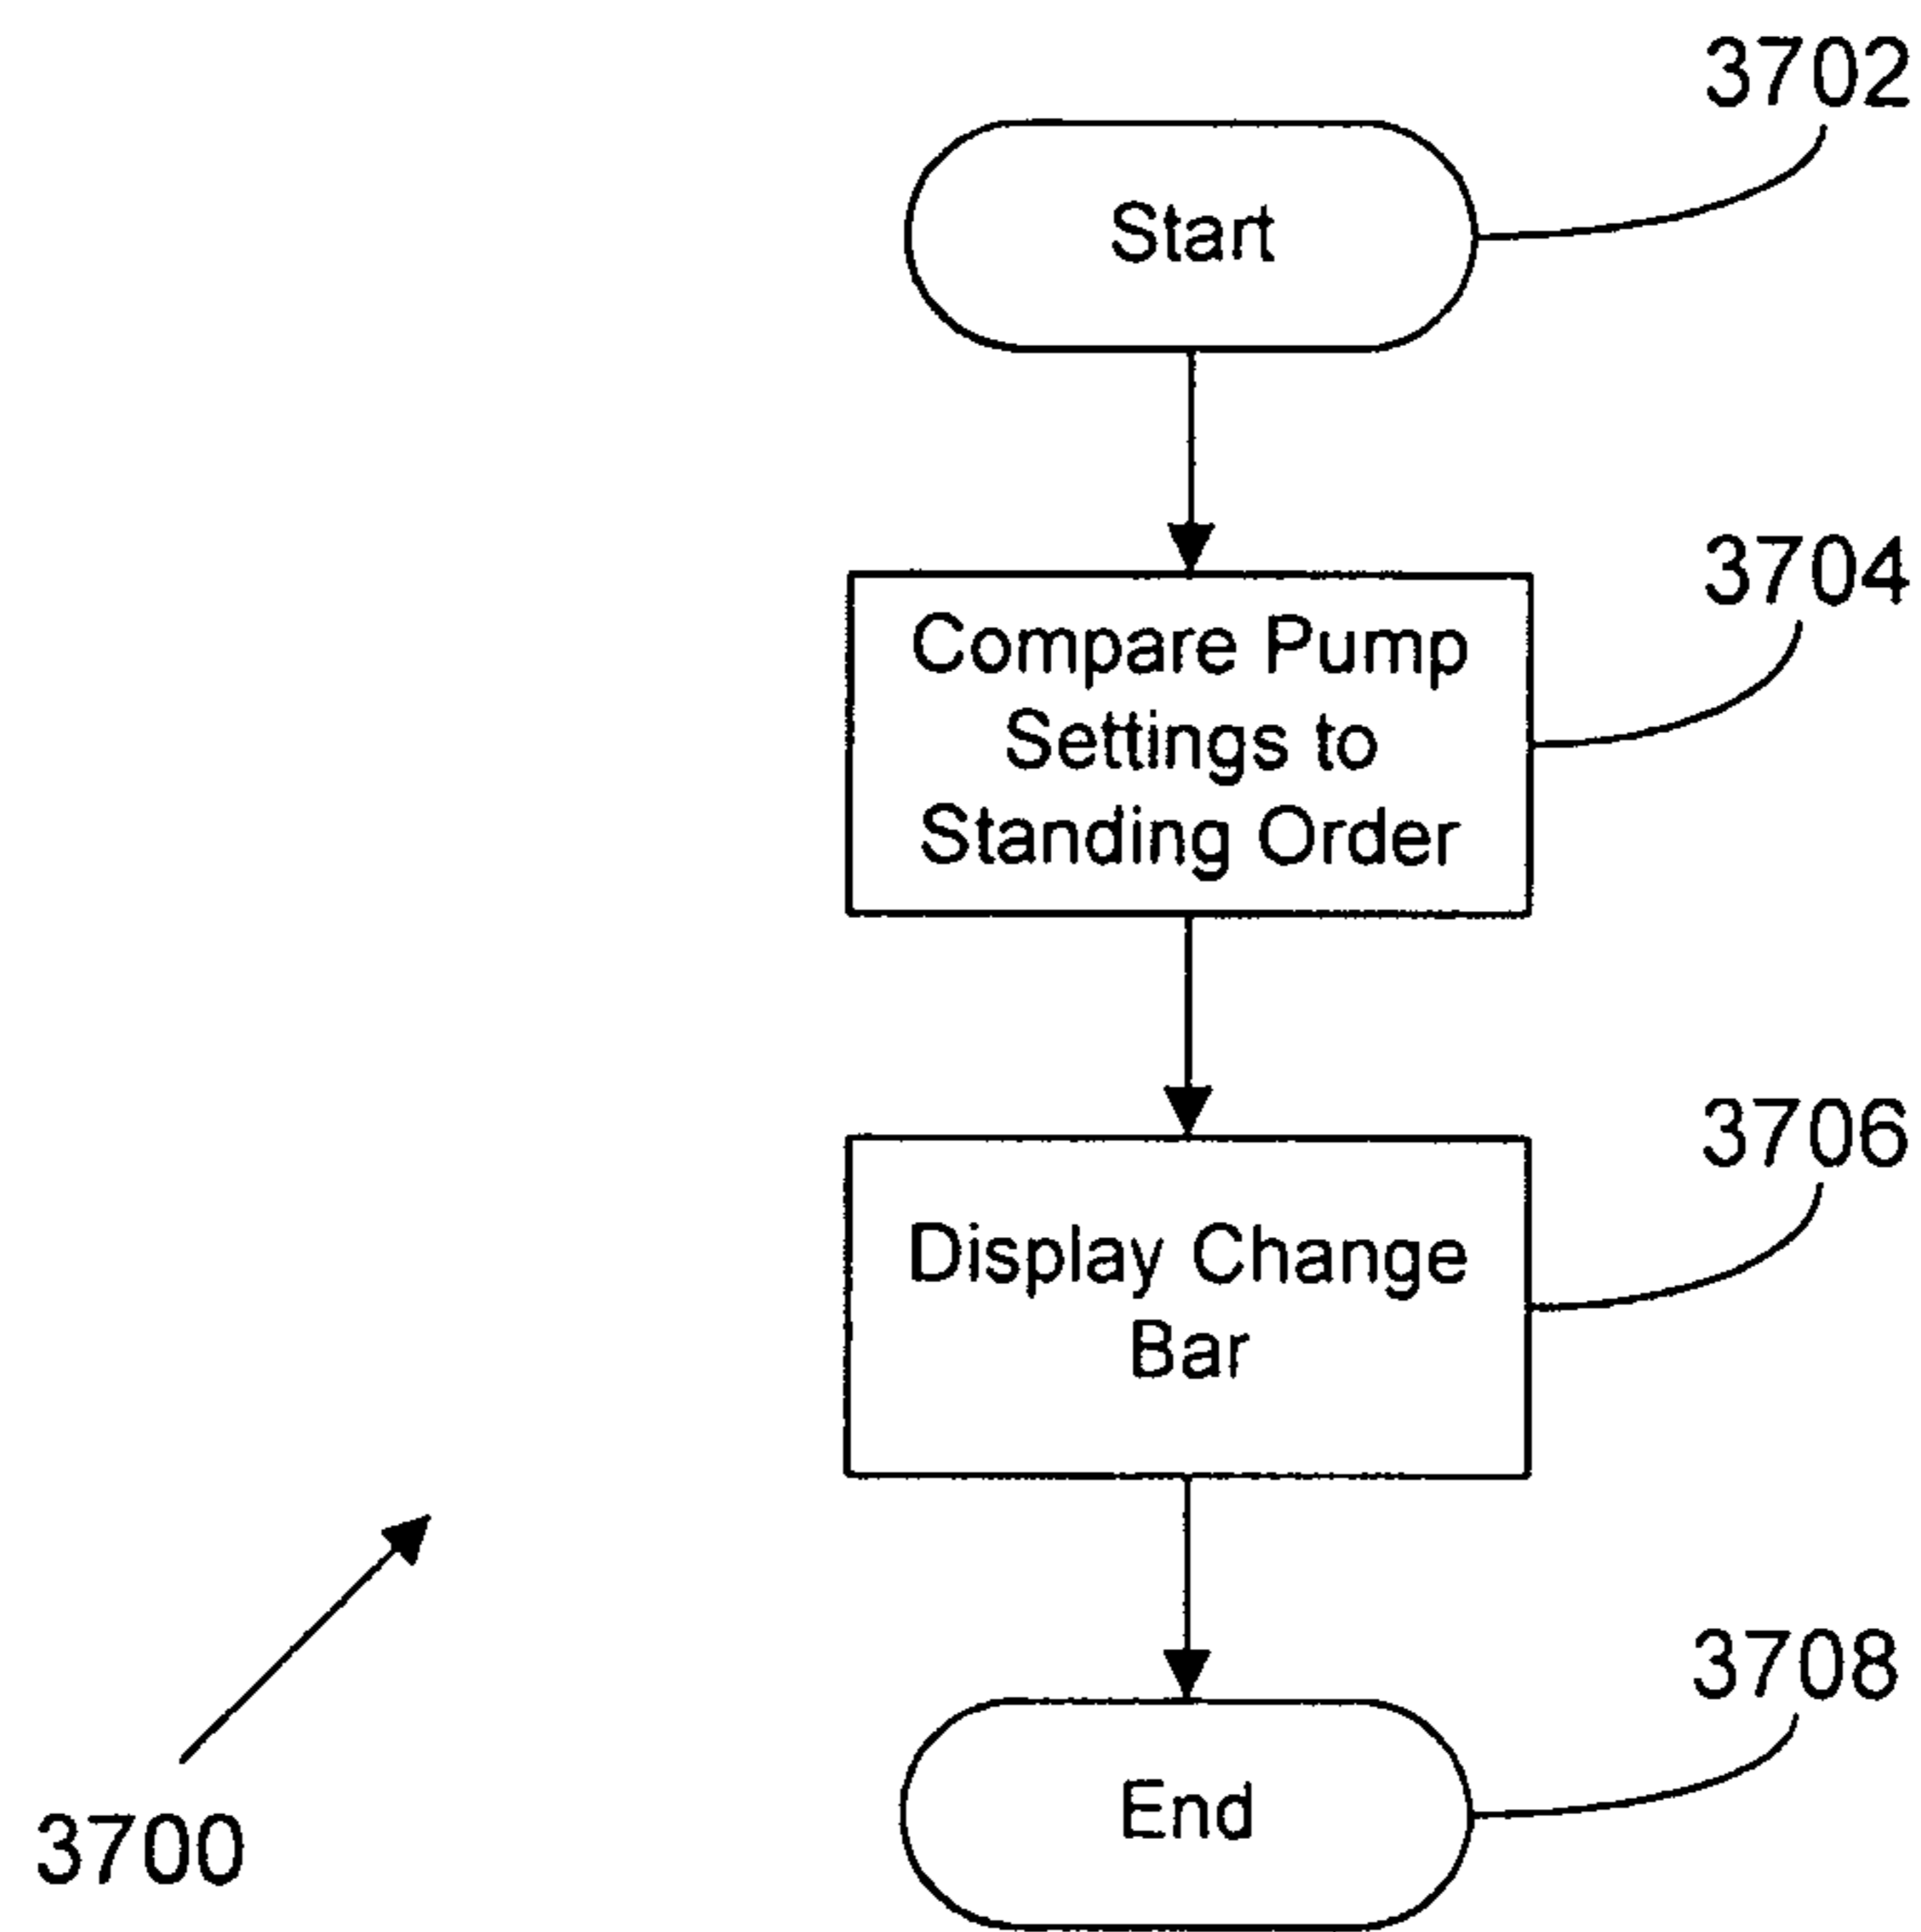 3702
Start
3704
Compare Pump
Settings to
Standing Order
3706
Display Change
Bar
3708
End
3700